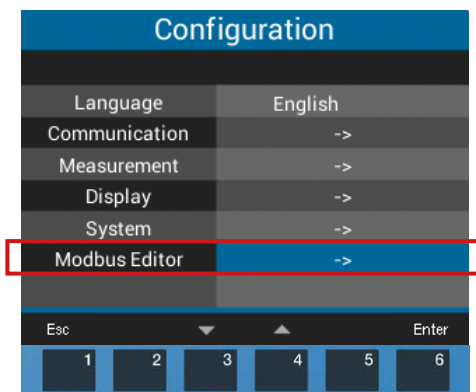 Configuration
Language English
Communication ->
Measurement ->
Display ->
System ->
Modbus Editor ->
Esc Enter
1 2 3 4 5 6